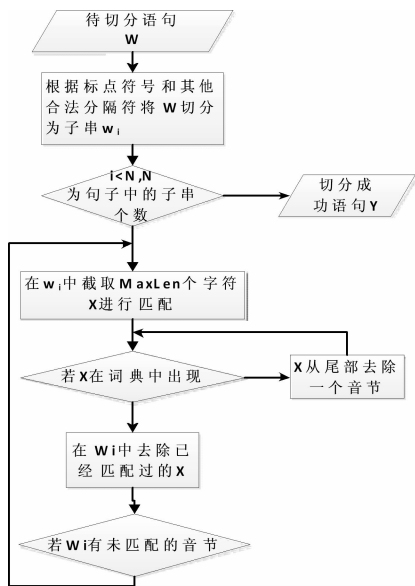 待切分语句
W
根据标点符号和其他
合法分隔符将 W切分
为子串wi
i<N ,N
为句子中的子串
个数
切分成
功语句Y
在wi中截取MaxLen个字符
X进行匹配
若X在词典中出现
X从尾部去除
一个音节
在Wi中去除已
经匹配过的X
若Wi有未匹配的音节